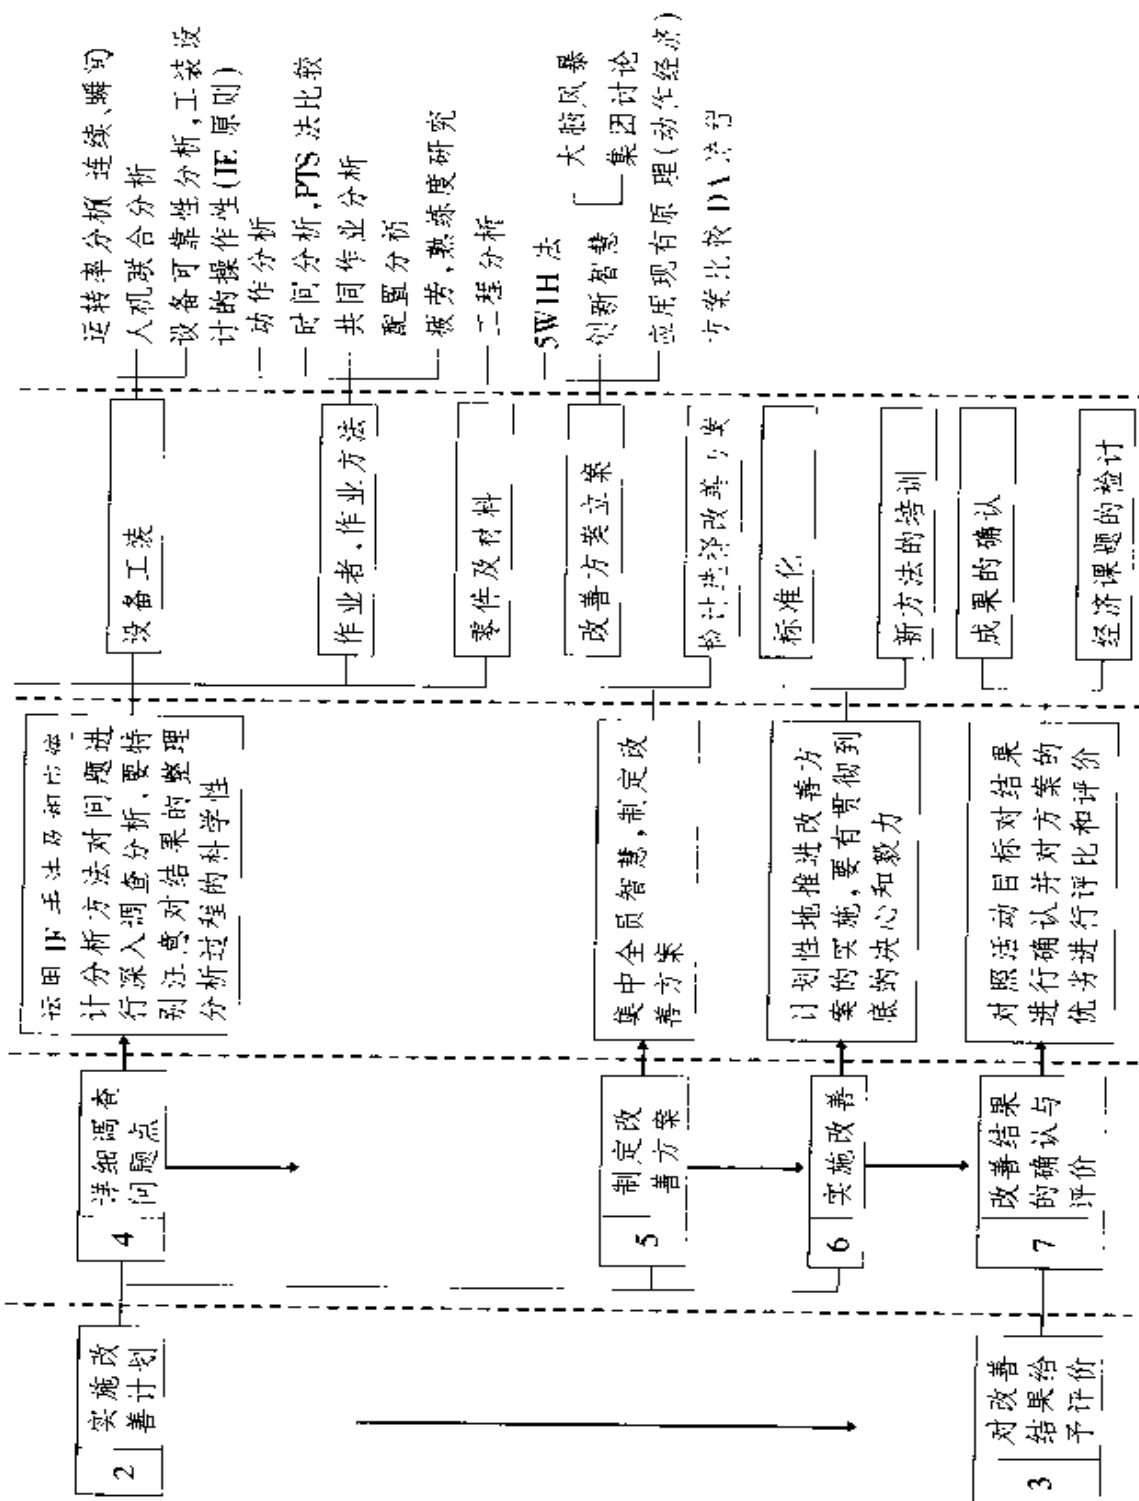 2
实施改
善计划
3
对改善
结果给
予评价
4
详细调查
问题点
5
制定改
善方案
6
实施改善
7
改善结果
的确认与
评价
运用IE手法及
计分析方法对问题进
行深入调查分析,要特
别注意对结果的整理
分析过程的科学性
集中全员智慧,制定改
善方案
计划性地推进改善方
案的实施,要有贯彻到
底的决心和毅力
对照活动目标对结果
进行确认并对方案的
优劣进行评比和评价
设备工装
作业者,作业方法
零件及材料
改善方案立案
检计选择改善方案
标准化
新方法的培训
成果的确认
经济课题的检计
运转率分析(连续、瞬间)
人机联合分析
设备可靠性分析,工装设
计的操作性(IE原则)
动作分析
时间分析,PTS法比较
共同作业分析
配置分析
疲劳,熟练度研究
工程分析
5W1H法
创新智慧
大脑风暴
集团讨论
应用现有原理(动作经济)
方案比较